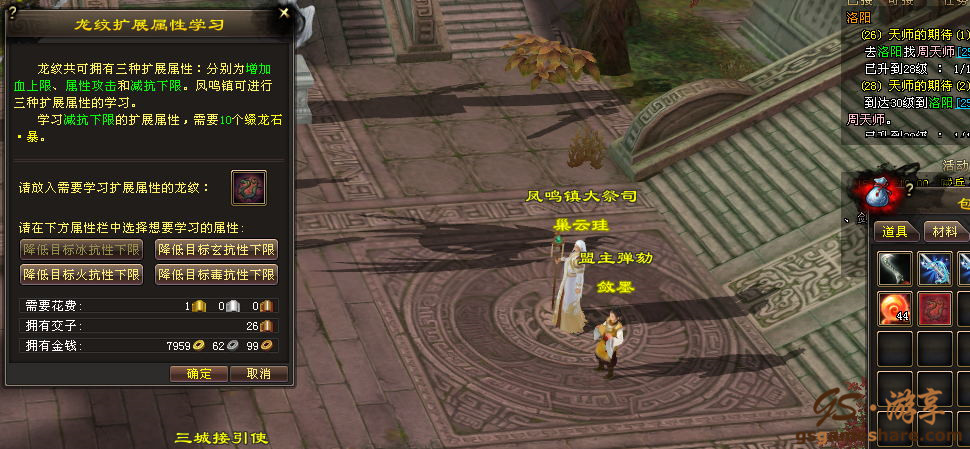 龙纹扩展属性学习
龙纹共可拥有三种扩展属性：分别为增加
血上限、属性攻击和减抗下限。凤鸣镇可进行
三种扩展属性的学习。
学习减抗下限的扩展属性，需要10个缀龙石
·暴。
请放入需要学习扩展属性的龙纹：
请在下方属性栏中选择想要学习的属性:
降低目标冰抗性下限
降低目标玄抗性下限
降低目标火抗性下限
降低目标毒抗性下限
需要花费: 1 0 0
拥有交子: 26
拥有金钱: 7959 62 99
确定
取消
三城接引使
凤鸣镇大祭司
巢云珪
盟主弹劾
敛墨
洛阳
(26) 天师的期待(1)
去洛阳找周天师
已升到28级 : 1/1
(28) 天师的期待(2)
到达30级到洛阳
周天师。
活动
包
道具
材料
44
GS·游享
gsgameshare.com